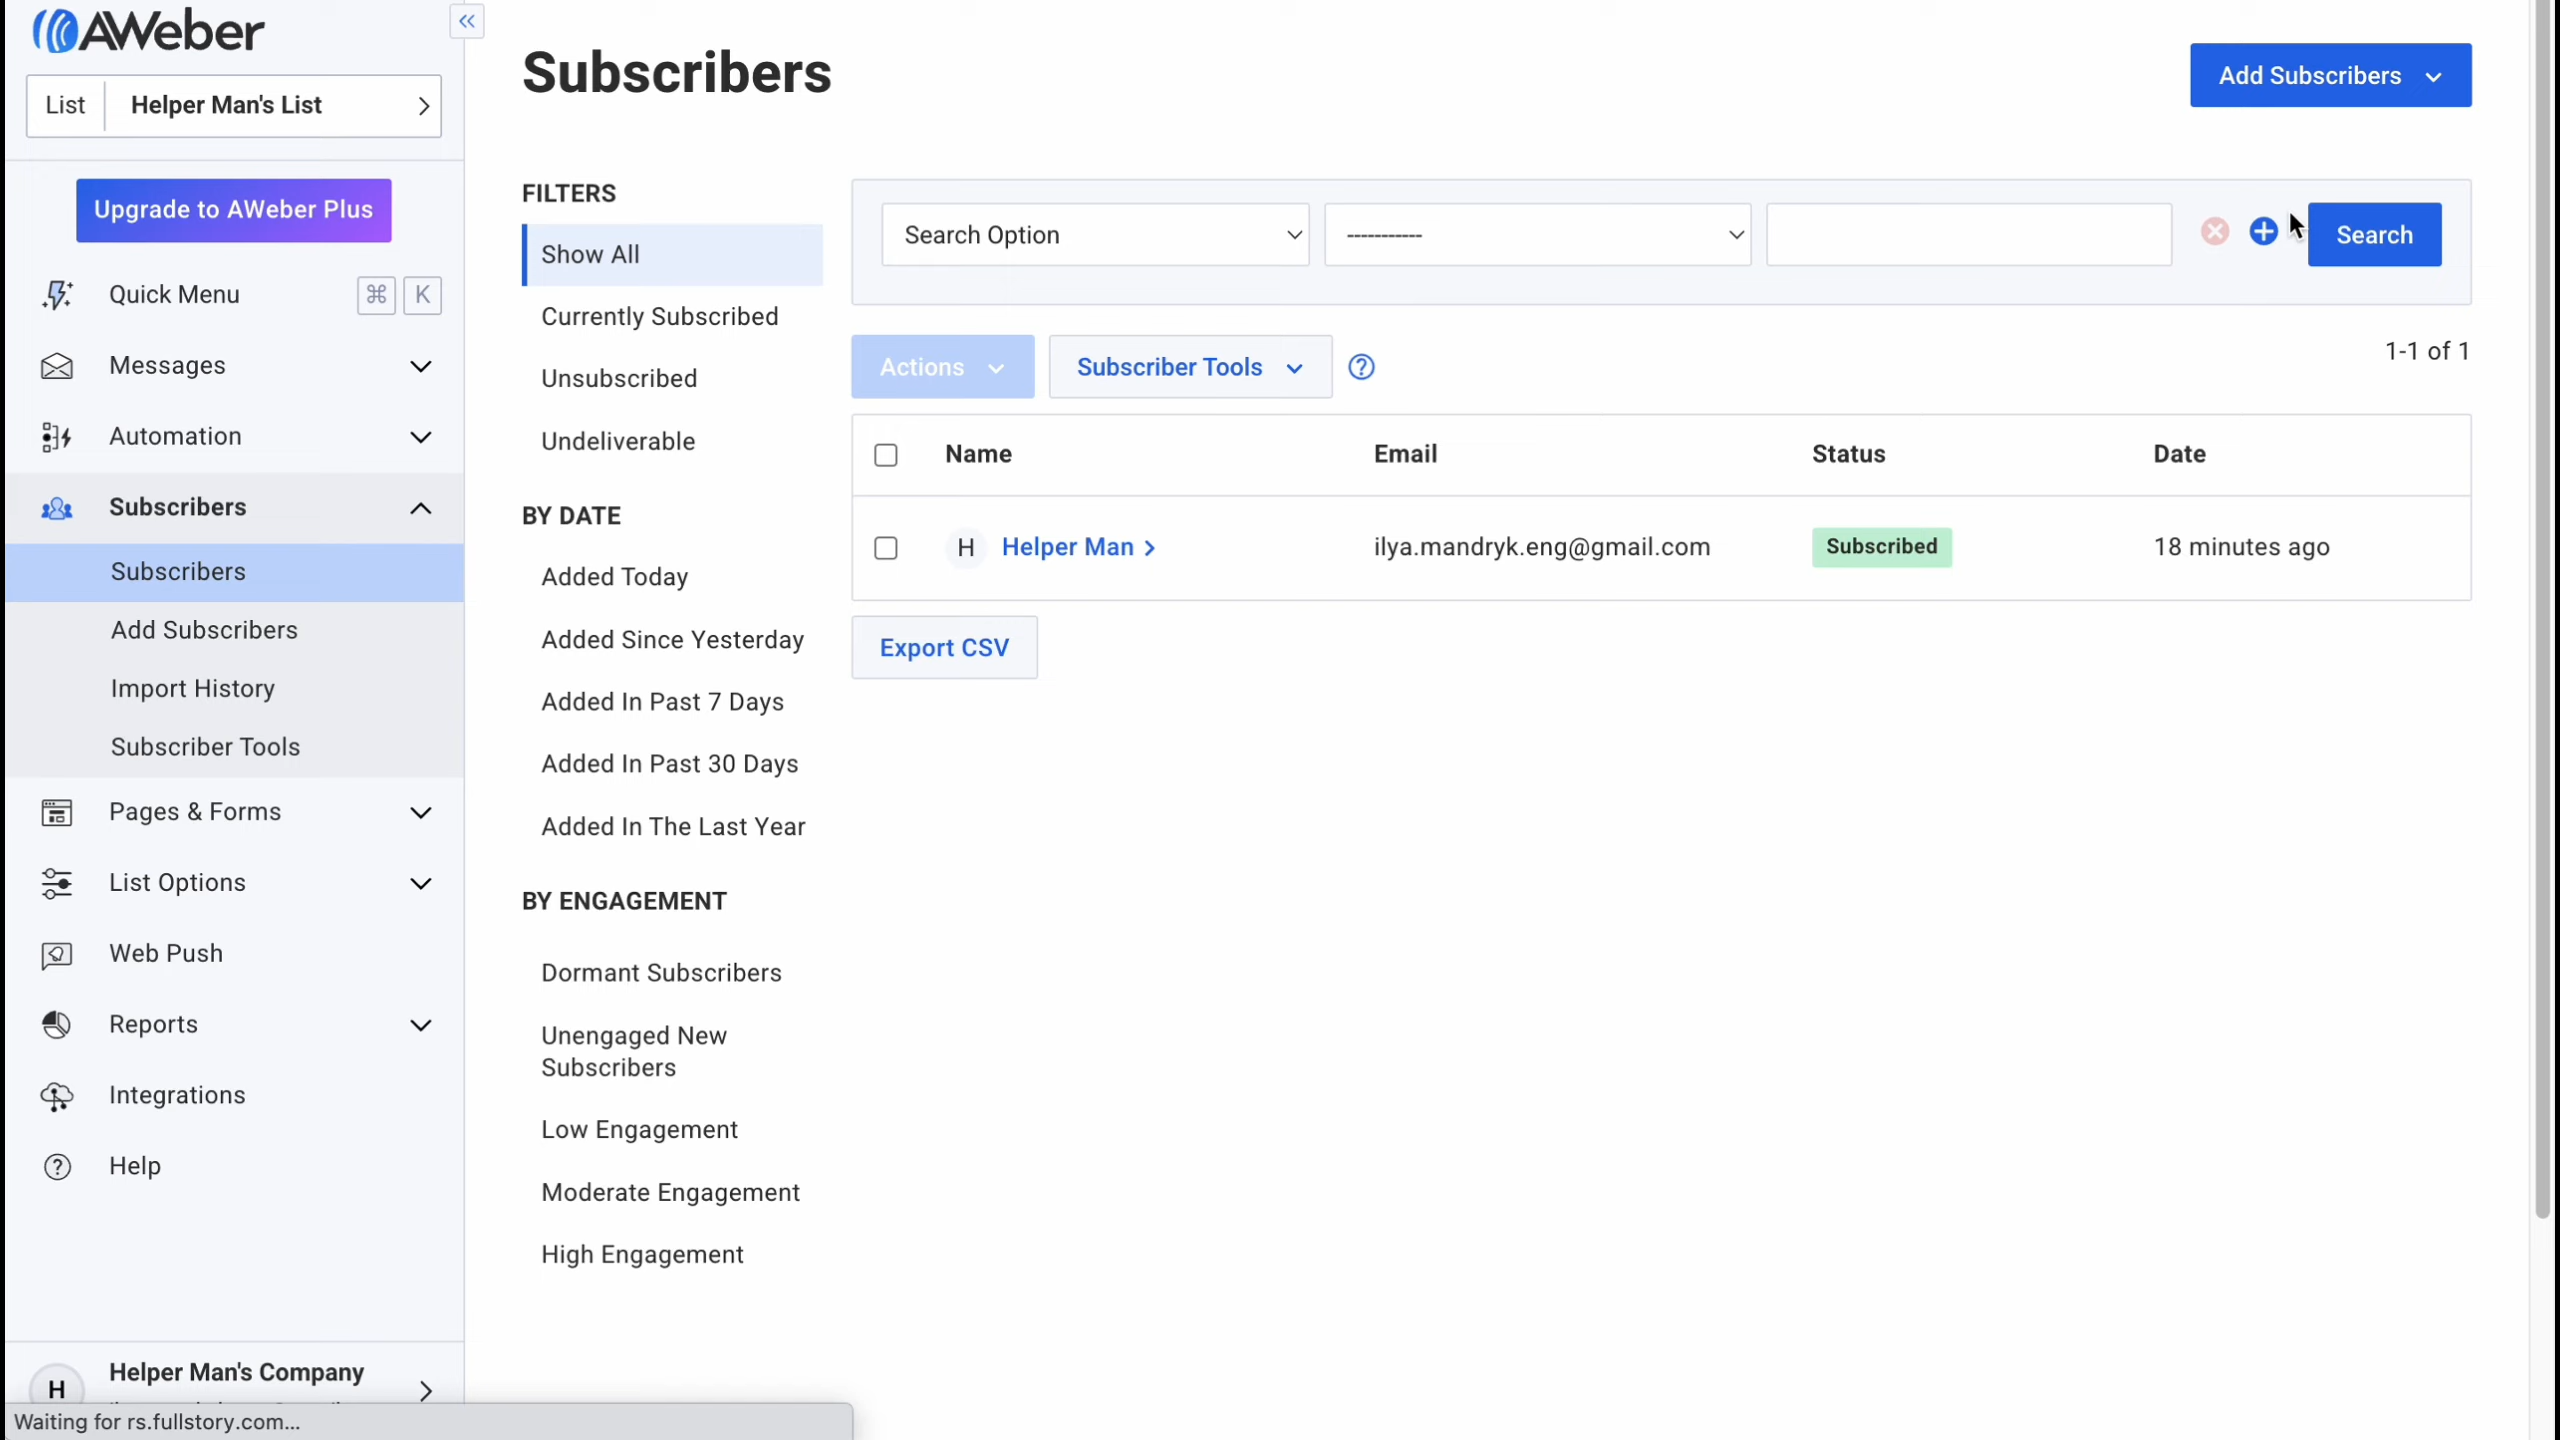 AWeber
List
Helper Man's List
Upgrade to AWeber Plus
Quick Menu
⌘ K
Messages
Automation
Subscribers
Subscribers
Add Subscribers
Import History
Subscriber Tools
Pages & Forms
List Options
Web Push
Reports
Integrations
Help
H
Helper Man's Company
Waiting for rs.fullstory.com...
Subscribers
Add Subscribers
FILTERS
Show All
Currently Subscribed
Unsubscribed
Undeliverable
BY DATE
Added Today
Added Since Yesterday
Added In Past 7 Days
Added In Past 30 Days
Added In The Last Year
BY ENGAGEMENT
Dormant Subscribers
Unengaged New
Subscribers
Low Engagement
Moderate Engagement
High Engagement
Search Option
-----------
Search
Actions
Subscriber Tools
?
1-1 of 1
Name Email Status Date
H Helper Man ilya.mandryk.eng@gmail.com Subscribed 18 minutes ago
Export CSV